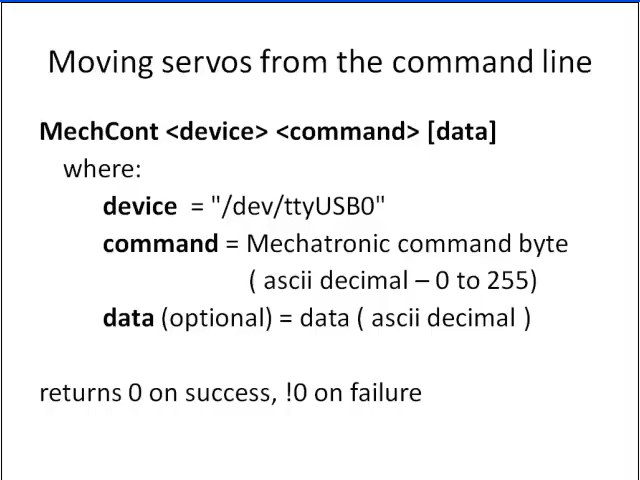 Moving servos from the command line
MechCont <device> <command> [data]
where:
device = "/dev/ttyUSB0"
command = Mechatronic command byte
( ascii decimal – 0 to 255)
data (optional) = data ( ascii decimal )
returns 0 on success, !0 on failure